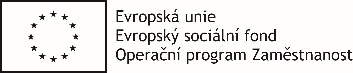 Evropská unie
Evropský sociální fond
Operační program Zaměstnanost